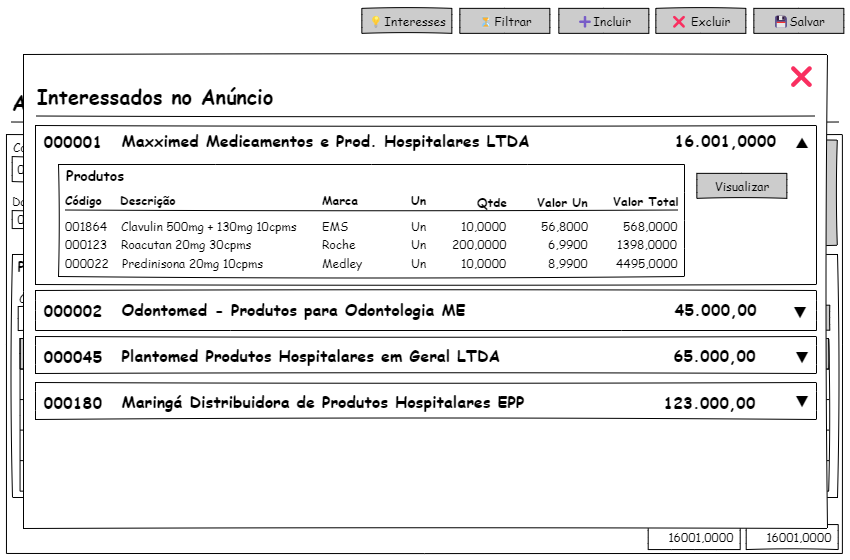 Interesses Filtrar Incluir Excluir Salvar
Interessados no Anúncio
000001 Maxximed Medicamentos e Prod. Hospitalares LTDA 16.001,0000
Produtos
Visualizar
Código Descrição Marca Un Qtde Valor Un Valor Total
001864 Clavulin 500mg + 130mg 10cpms EMS Un 10,0000 56,8000 568,0000
000123 Roacutan 20mg 30cpms Roche Un 200,0000 6,9900 1398,0000
000022 Predinisona 20mg 10cpms Medley Un 10,0000 8,9900 4495,0000
000002 Odontomed - Produtos para Odontologia ME 45.000,00
000045 Plantomed Produtos Hospitalares em Geral LTDA 65.000,00
000180 Maringá Distribuidora de Produtos Hospitalares EPP 123.000,00
16001,0000 16001,0000